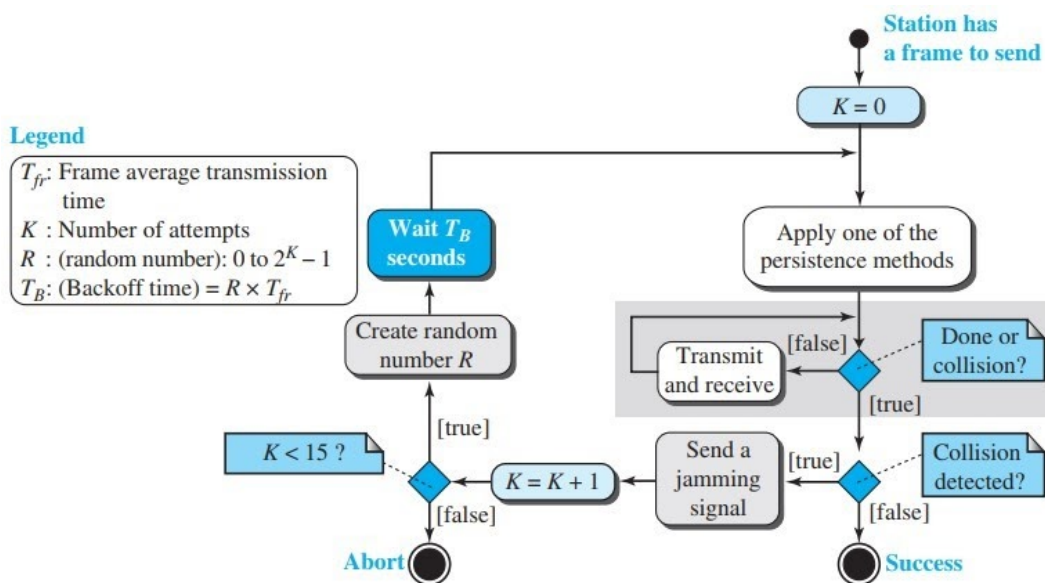 Station has
a frame to send
K = 0
Legend
T_fr: Frame average transmission
time
K : Number of attempts
R : (random number): 0 to 2^K – 1
T_B: (Backoff time) = R × T_fr
Wait T_B
seconds
Apply one of the
persistence methods
Create random
number R
[false]
Transmit
and receive
Done or
collision?
[true]
[true]
K < 15 ?
K = K + 1
Send a
jamming
signal
[true]
Collision
detected?
[false]
[false]
Abort
Success